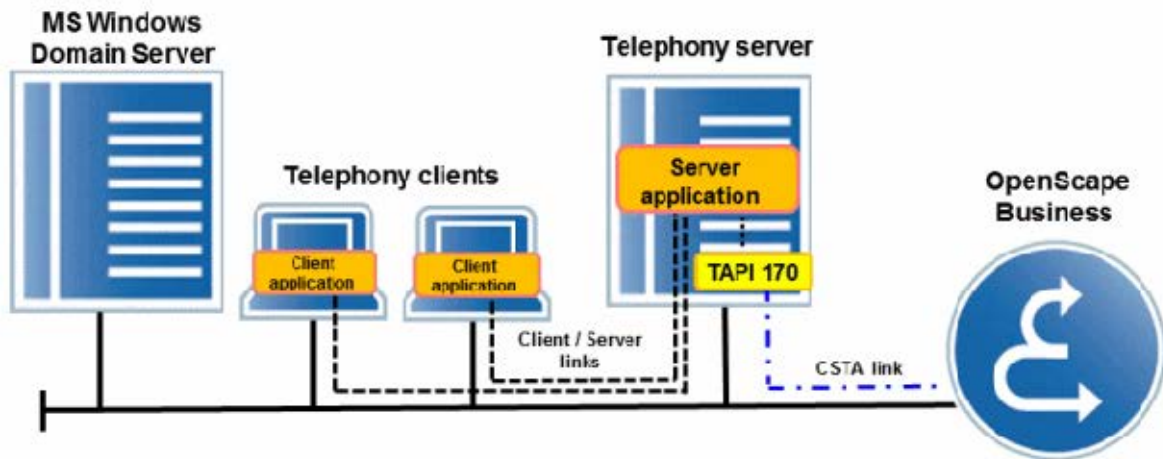 MS Windows
Domain Server
Telephony server
Telephony clients
Server
application
OpenScape
Business
Client
application
Client
application
TAPI 170
Client / Server
links
CSTA link